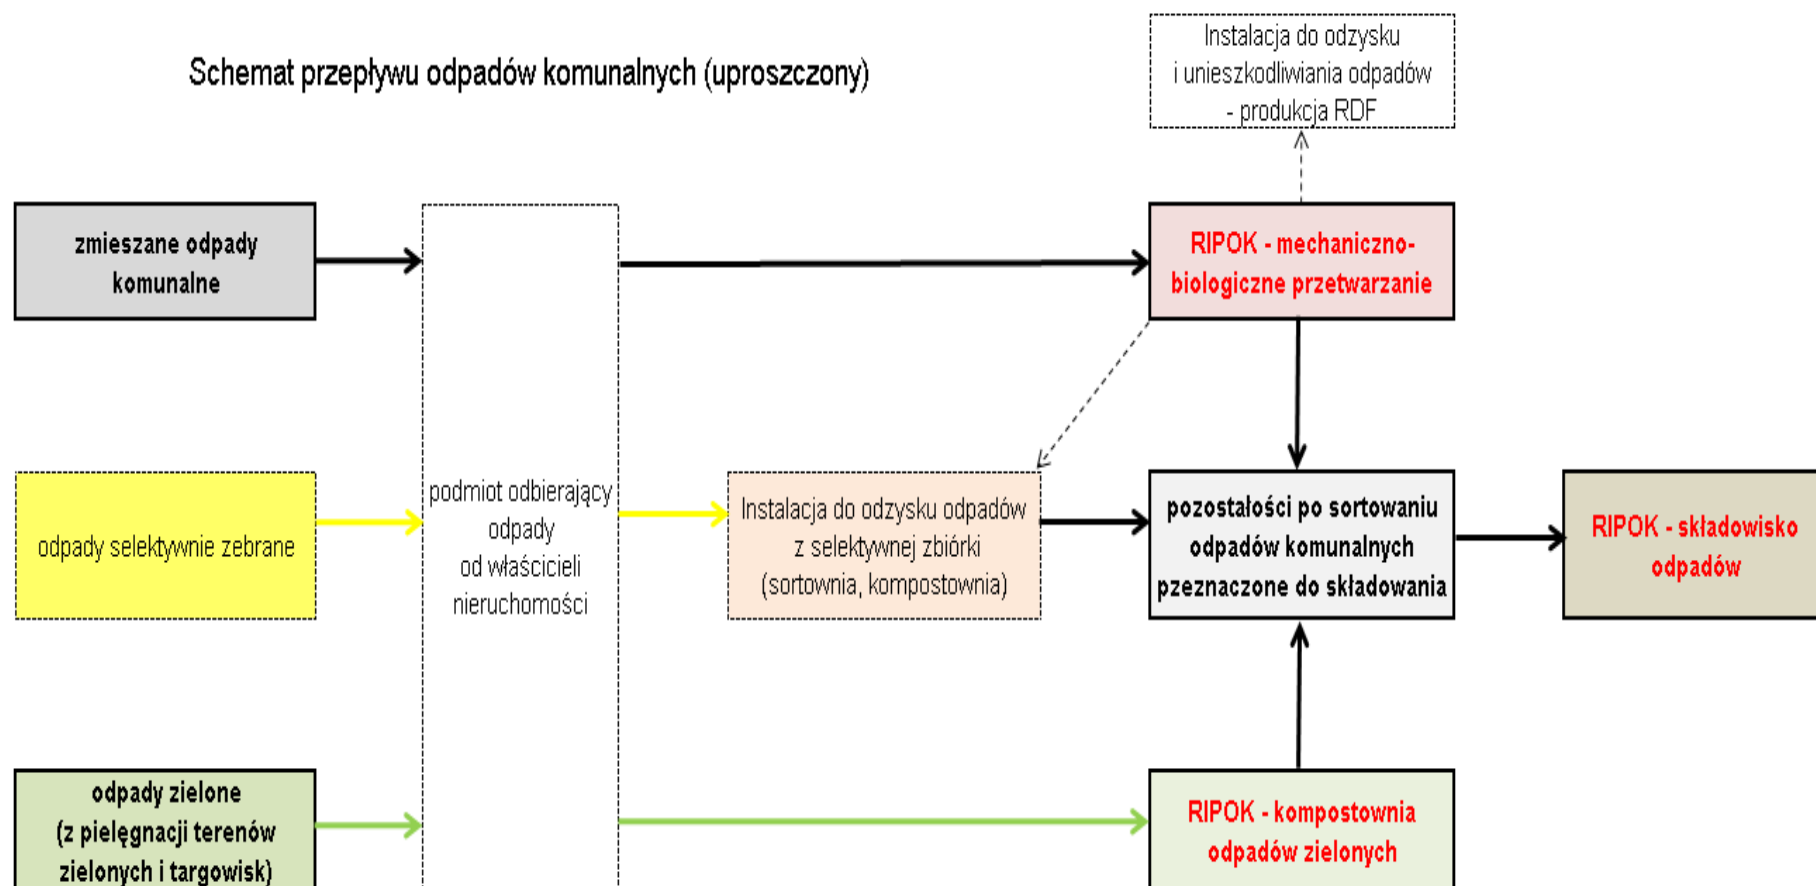 Schemat przepływu odpadów komunalnych (uproszczony)
Instalacja do odzysku
i unieszkodliwiania odpadów
- produkcja RDF
zmieszane odpady
komunalne
RIPOK - mechaniczno-
biologiczne przetwarzanie
odpady selektywnie zebrane
podmiot odbierający
odpady
od właścicieli
nieruchomości
Instalacja do odzysku odpadów
z selektywnej zbiórki
(sortownia, kompostownia)
pozostałości po sortowaniu
odpadów komunalnych
pzeznaczone do składowania
RIPOK - składowisko
odpadów
odpady zielone
(z pielęgnacji terenów
zielonych i targowisk)
RIPOK - kompostownia
odpadów zielonych